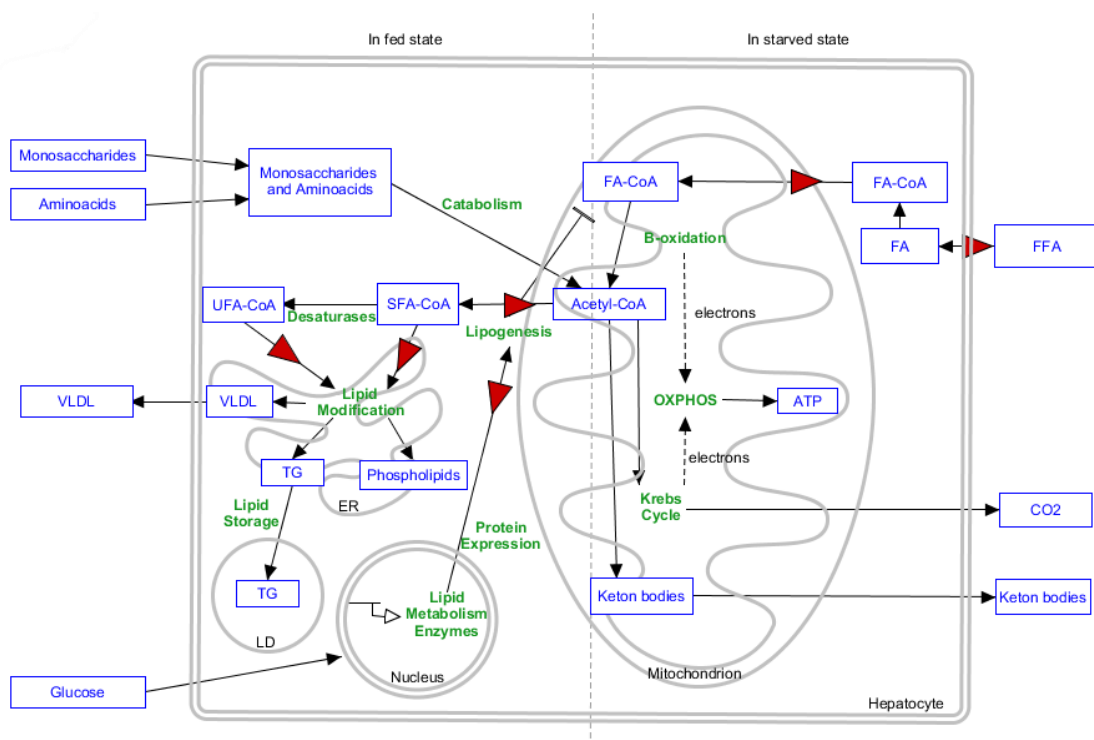 In fed state
In starved state
Monosaccharides
Aminoacids
Monosaccharides
and Aminoacids
Catabolism
FA-CoA
FA-CoA
B-oxidation
FA
FFA
UFA-CoA
SFA-CoA
Desaturases
Lipogenesis
Acetyl-CoA
electrons
VLDL
VLDL
Lipid
Modification
OXPHOS
ATP
TG
Phospholipids
electrons
ER
Lipid
Storage
Krebs
Cycle
CO2
Protein
Expression
TG
LD
Lipid
Metabolism
Enzymes
Keton bodies
Keton bodies
Nucleus
Mitochondrion
Glucose
Hepatocyte